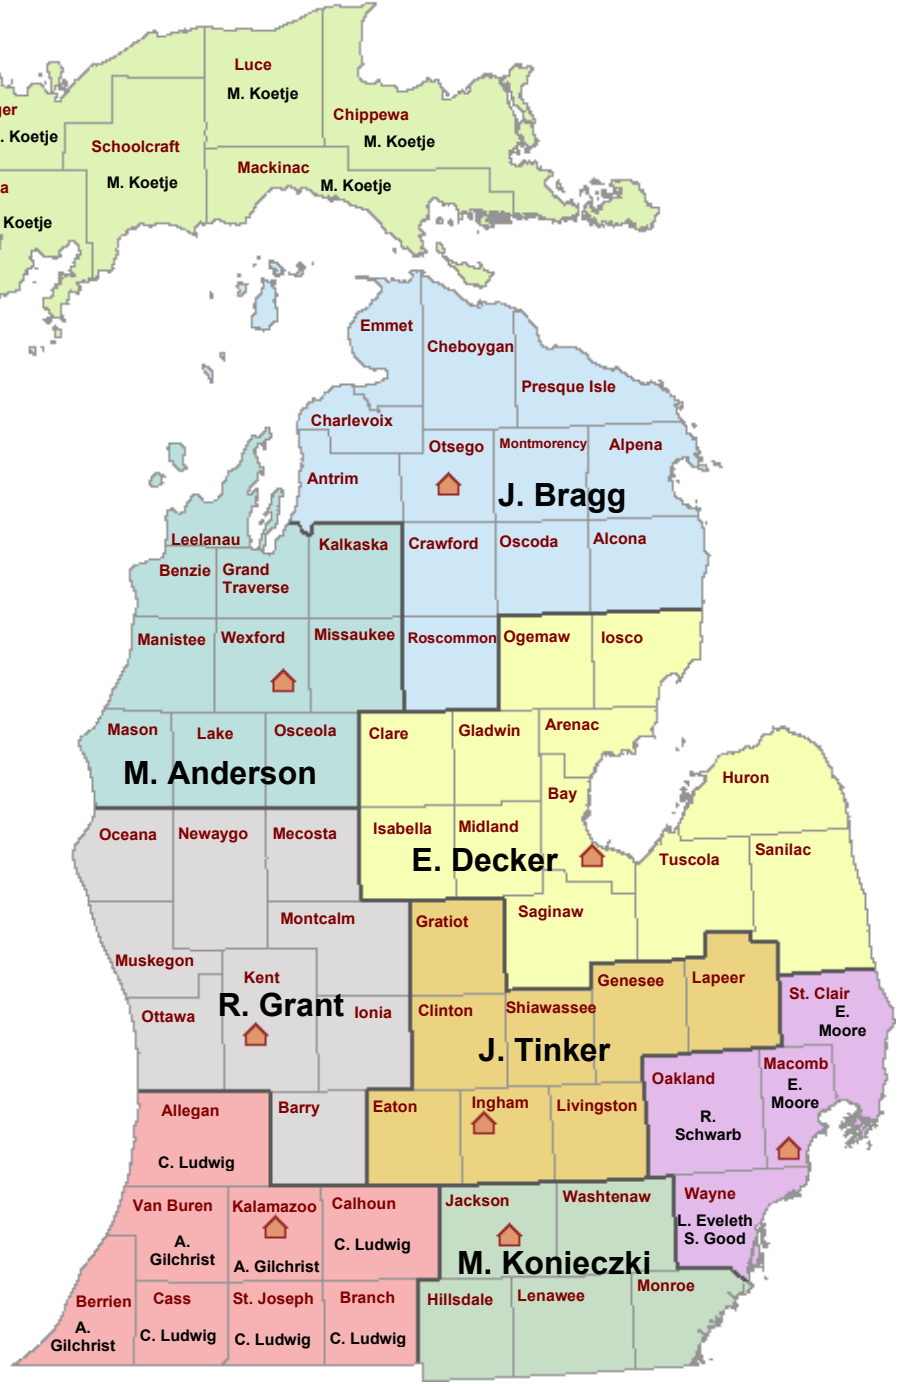 Luce
M. Koetje
ger
. Koetje
Chippewa
M. Koetje
Schoolcraft
M. Koetje
Mackinac
M. Koetje
a
Koetje
Emmet
Cheboygan
Presque Isle
Charlevoix
Otsego
Montmorency
Alpena
Antrim
J. Bragg
Leelanau
Kalkaska
Crawford
Oscoda
Alcona
Benzie
Grand
Traverse
Manistee
Wexford
Missaukee
Roscommon
Ogemaw
Iosco
Mason
Lake
Osceola
Clare
Gladwin
Arenac
M. Anderson
Huron
Bay
Oceana
Newaygo
Mecosta
Isabella
Midland
E. Decker
Tuscola
Sanilac
Montcalm
Gratiot
Saginaw
Muskegon
Kent
Genesee
Lapeer
R. Grant
Ottawa
Ionia
Clinton
Shiawassee
St. Clair
E.
Moore
J. Tinker
Oakland
R.
Schwarb
Macomb
E.
Moore
Allegan
C. Ludwig
Barry
Eaton
Ingham
Livingston
Van Buren
A.
Gilchrist
Kalamazoo
A. Gilchrist
Calhoun
C. Ludwig
Jackson
Washtenaw
Wayne
L. Eveleth
S. Good
M. Konieczki
Berrien
A.
Gilchrist
Cass
C. Ludwig
St. Joseph
C. Ludwig
Branch
C. Ludwig
Hillsdale
Lenawee
Monroe